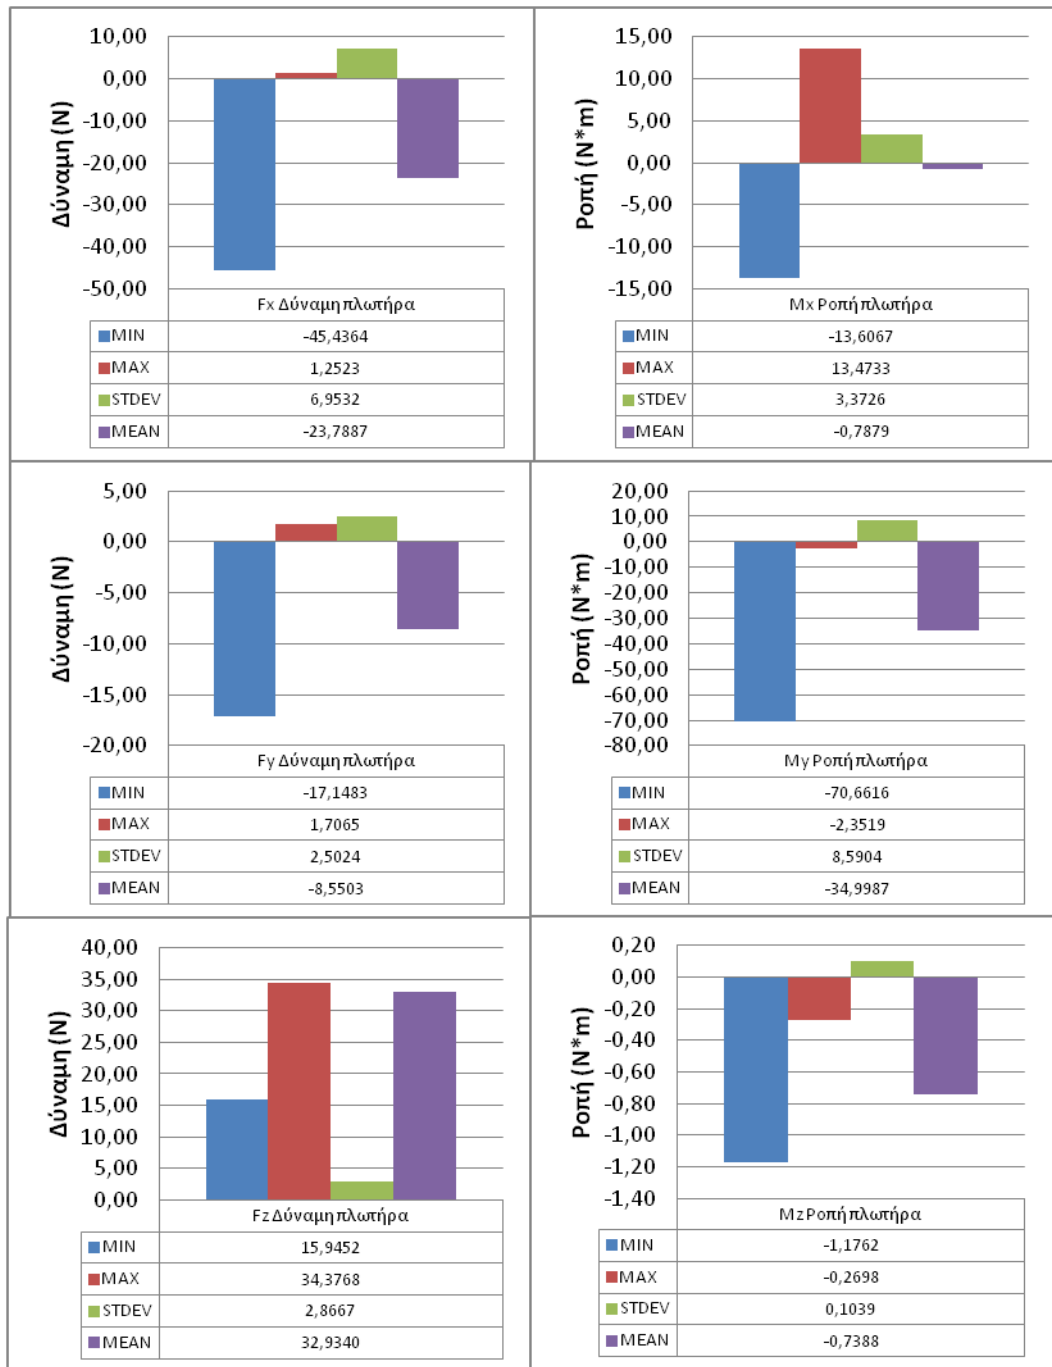 Δύναμη (N)
10,00
0,00
-10,00
-20,00
-30,00
-40,00
-50,00
Fx Δύναμη πλωτήρα
MIN -45,4364
MAX 1,2523
STDEV 6,9532
MEAN -23,7887
Ροπή (N*m)
15,00
10,00
5,00
0,00
-5,00
-10,00
-15,00
Mx Ροπή πλωτήρα
MIN -13,6067
MAX 13,4733
STDEV 3,3726
MEAN -0,7879
Δύναμη (N)
5,00
0,00
-5,00
-10,00
-15,00
-20,00
Fy Δύναμη πλωτήρα
MIN -17,1483
MAX 1,7065
STDEV 2,5024
MEAN -8,5503
Ροπή (N*m)
20,00
10,00
0,00
-10,00
-20,00
-30,00
-40,00
-50,00
-60,00
-70,00
-80,00
My Ροπή πλωτήρα
MIN -70,6616
MAX -2,3519
STDEV 8,5904
MEAN -34,9987
Δύναμη (N)
40,00
35,00
30,00
25,00
20,00
15,00
10,00
5,00
0,00
Fz Δύναμη πλωτήρα
MIN 15,9452
MAX 34,3768
STDEV 2,8667
MEAN 32,9340
Ροπή (N*m)
0,20
0,00
-0,20
-0,40
-0,60
-0,80
-1,00
-1,20
-1,40
Mz Ροπή πλωτήρα
MIN -1,1762
MAX -0,2698
STDEV 0,1039
MEAN -0,7388